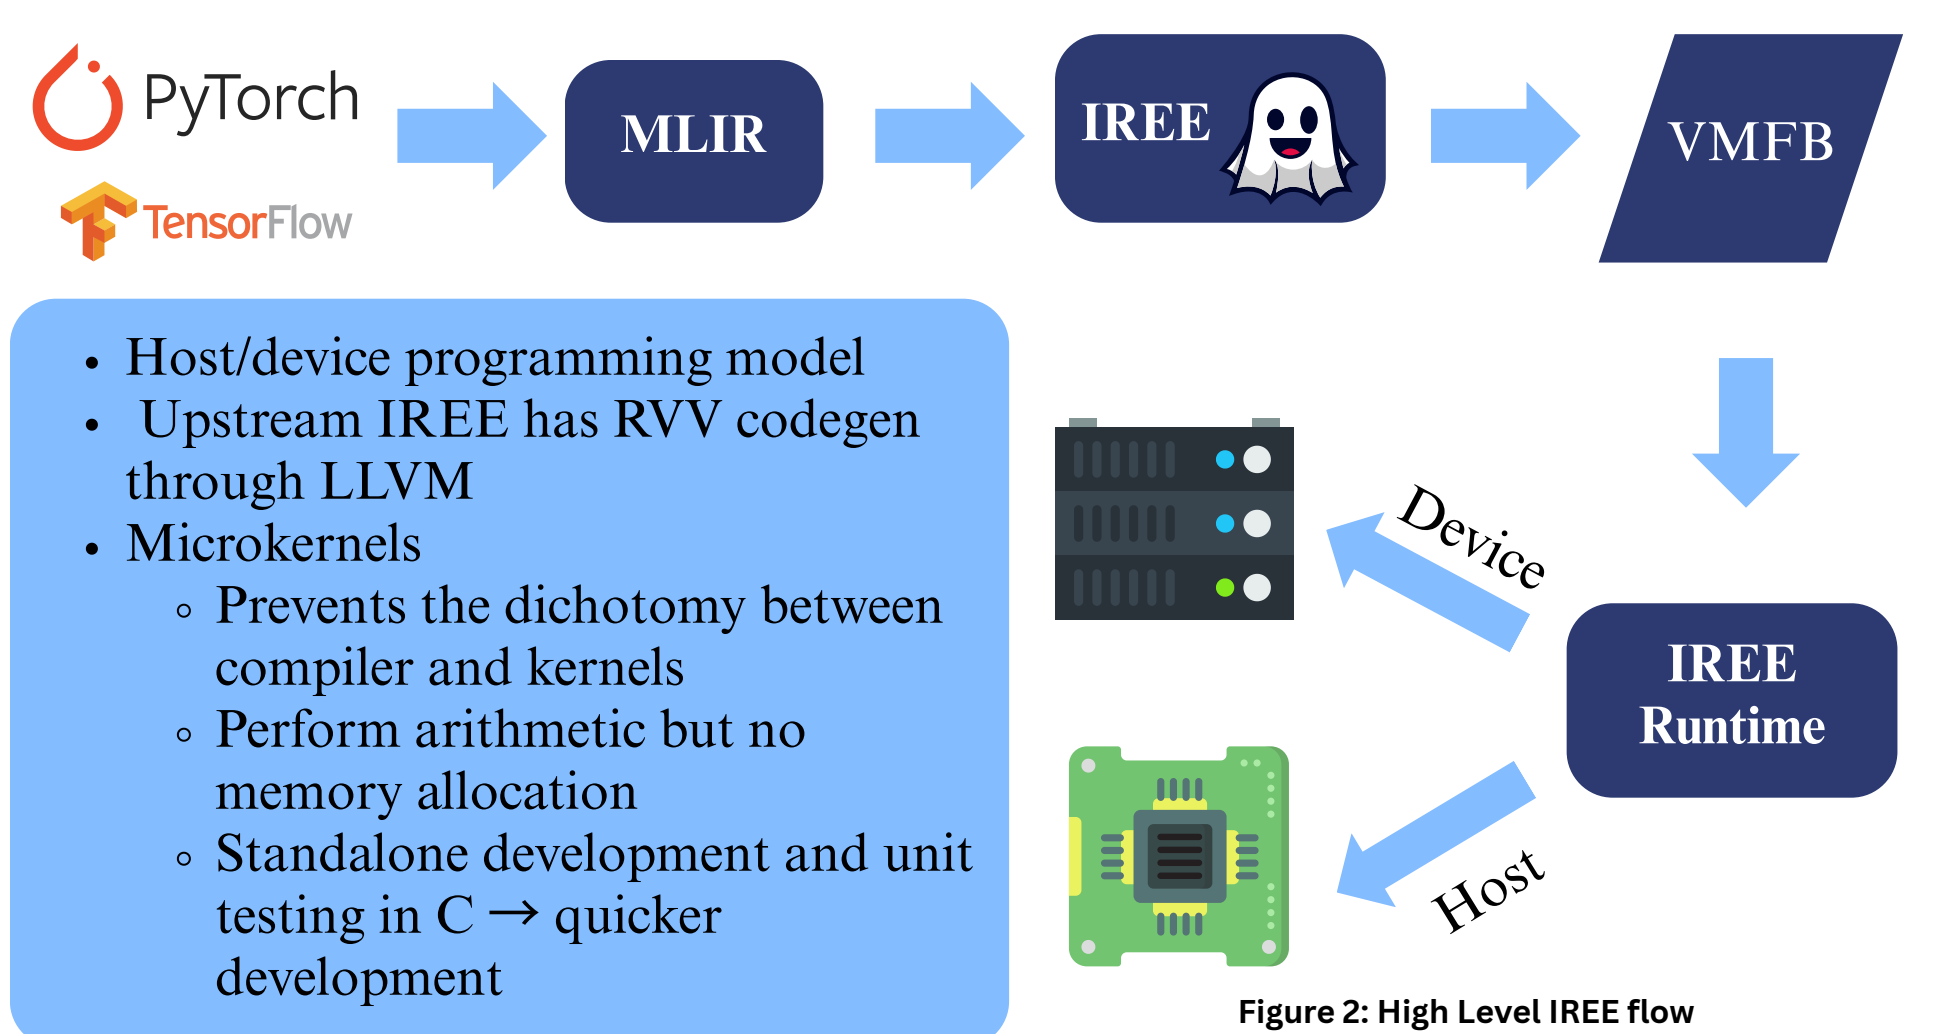 PyTorch
TensorFlow
MLIR
IREE
VMFB
• Host/device programming model
• Upstream IREE has RVV codegen
through LLVM
• Microkernels
◦ Prevents the dichotomy between
compiler and kernels
◦ Perform arithmetic but no
memory allocation
◦ Standalone development and unit
testing in C → quicker
development
Device
IREE
Runtime
Host
Figure 2: High Level IREE flow